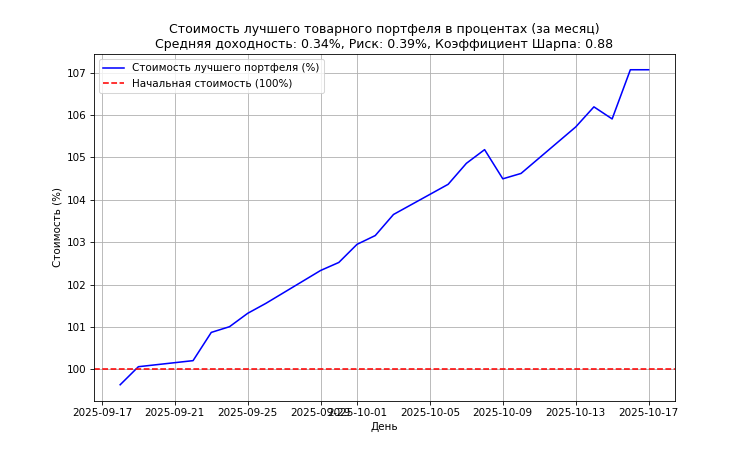 Стоимость лучшего товарного портфеля в процентах (за месяц)
Средняя доходность: 0.34%, Риск: 0.39%, Коэффициент Шарпа: 0.88
Стоимость лучшего портфеля (%)
Начальная стоимость (100%)
Стоимость (%)
107
106
105
104
103
102
101
100
2025-09-17 2025-09-21 2025-09-25 2025-09-29 2025-10-01 2025-10-05 2025-10-09 2025-10-13 2025-10-17
День